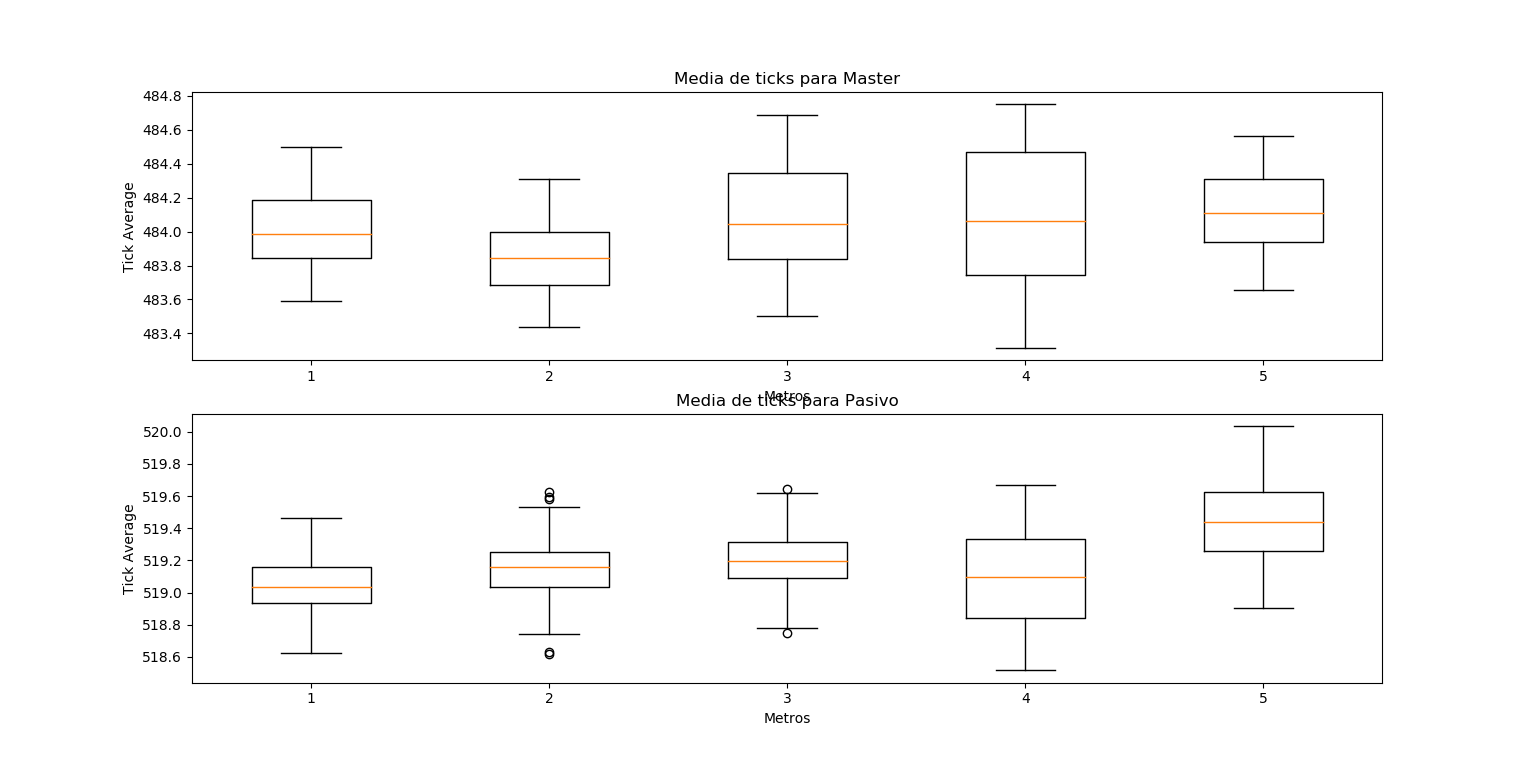 Media de ticks para Master
Tick Average
484.8
484.6
484.4
484.2
484.0
483.8
483.6
483.4
1 2 3 4 5
Metros
Media de ticks para Pasivo
Tick Average
520.0
519.8
519.6
519.4
519.2
519.0
518.8
518.6
1 2 3 4 5
Metros